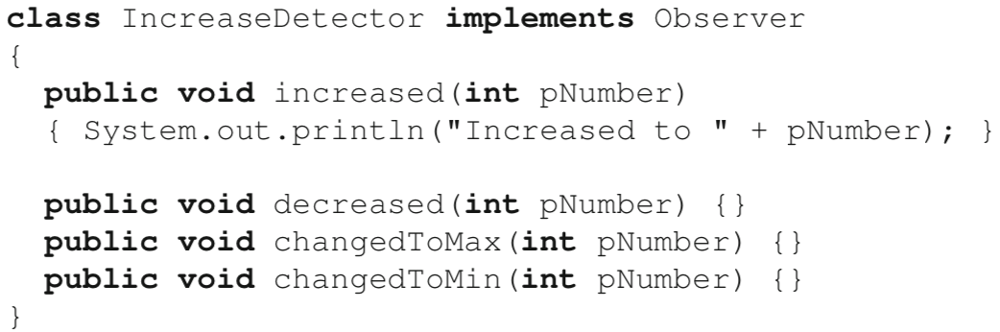 class IncreaseDetector implements Observer
{
  public void increased(int pNumber)
  { System.out.println("Increased to " + pNumber); }

  public void decreased(int pNumber) {}
  public void changedToMax(int pNumber) {}
  public void changedToMin(int pNumber) {}
}